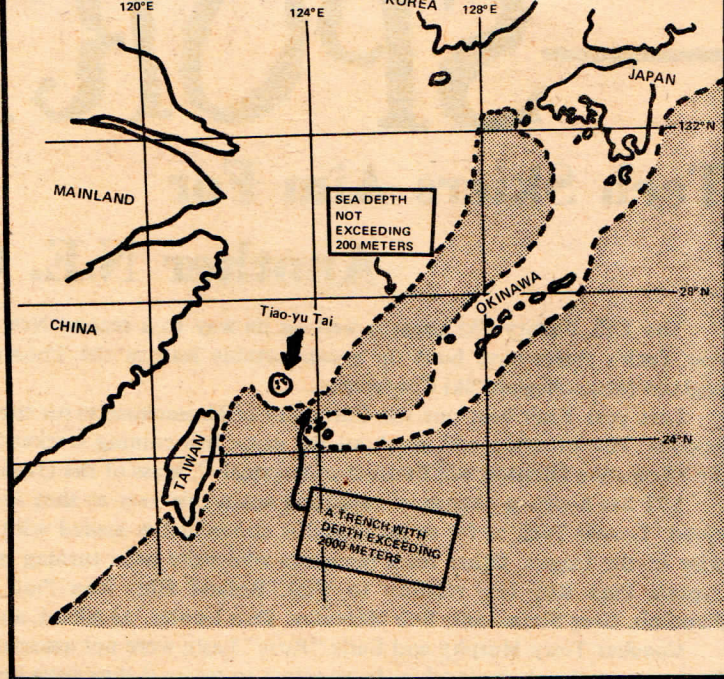 KOREA
120°E
124°E
128°E
JAPAN
132°N
MAINLAND
SEA DEPTH
NOT
EXCEEDING
200 METERS
OKINAWA
28°N
Tiao-yu Tai
CHINA
24°N
TAIWAN
A TRENCH WITH
DEPTH EXCEEDING
2000 METERS